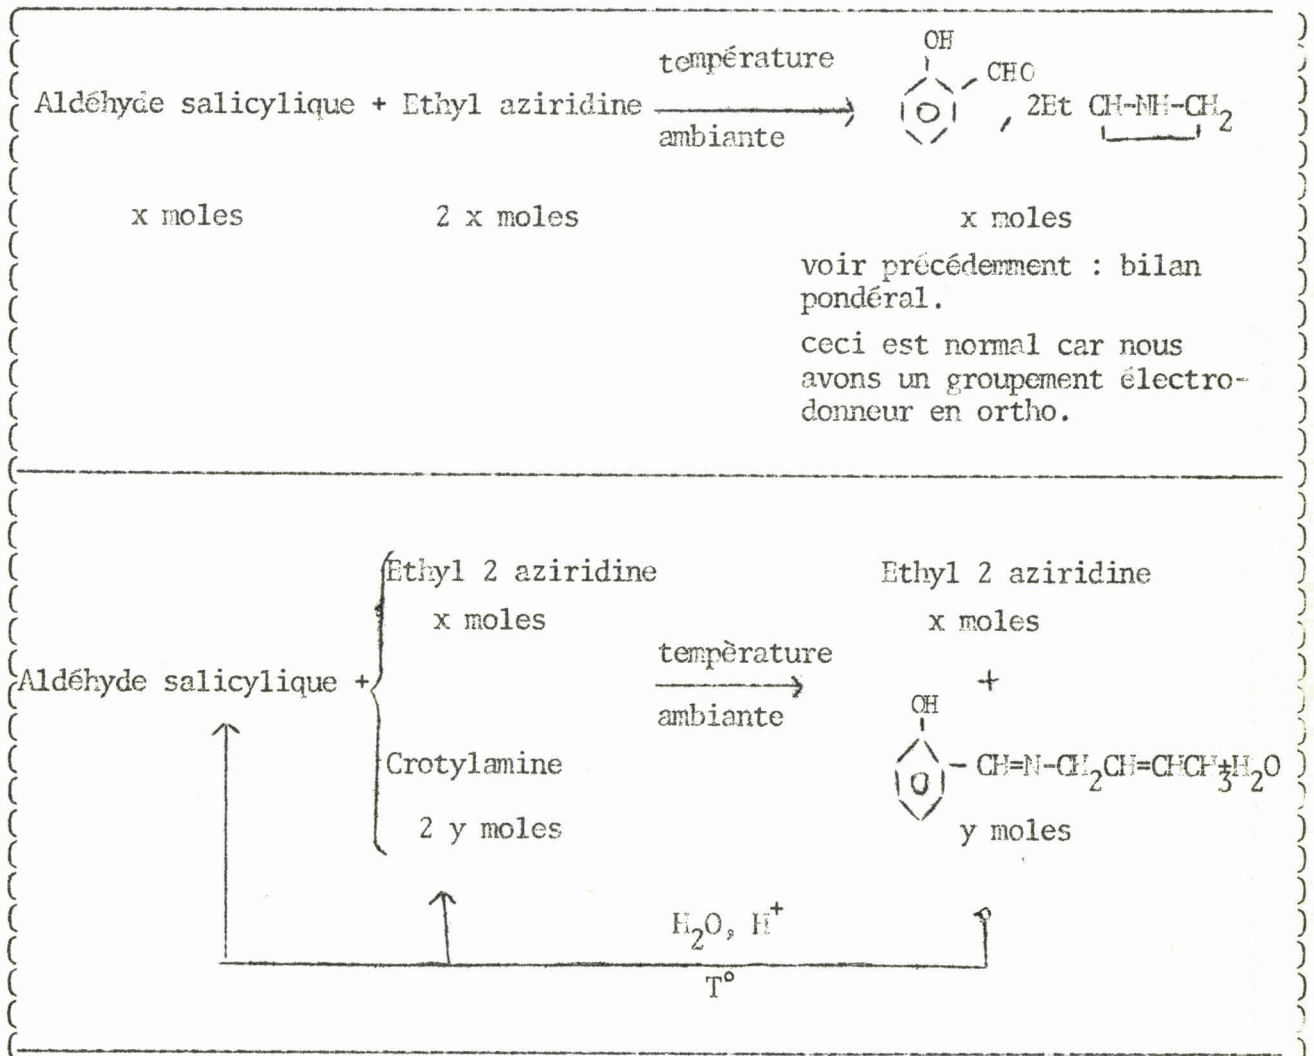 température
OH
CHO
Aldéhyde salicylique + Ethyl aziridine ⟶ , 2Et CH-NH-CH2
ambiante
x moles 2 x moles x moles
voir précédemment : bilan
pondéral.
ceci est normal car nous
avons un groupement électro-
donneur en ortho.
Ethyl 2 aziridine Ethyl 2 aziridine
x moles x moles
tempèrature
Aldéhyde salicylique + ⟶ +
ambiante
OH
Crotylamine - CH=N-CH2CH=CHCH3+H2O
2 y moles y moles
H2O, H+
T°